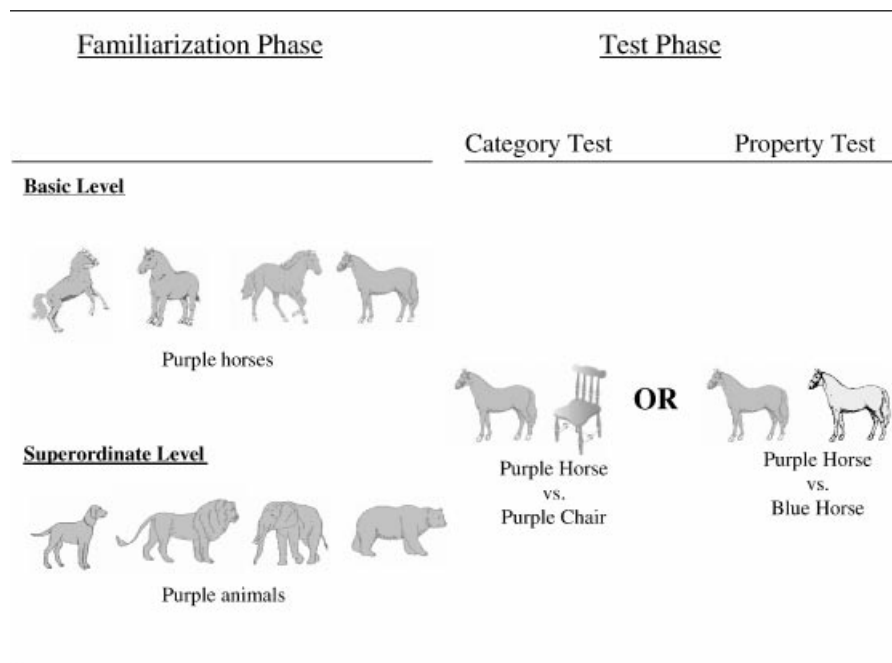 Familiarization Phase
Test Phase
Category Test
Property Test
Basic Level
Purple horses
Purple Horse
vs.
Purple Chair
OR
Purple Horse
vs.
Blue Horse
Superordinate Level
Purple animals